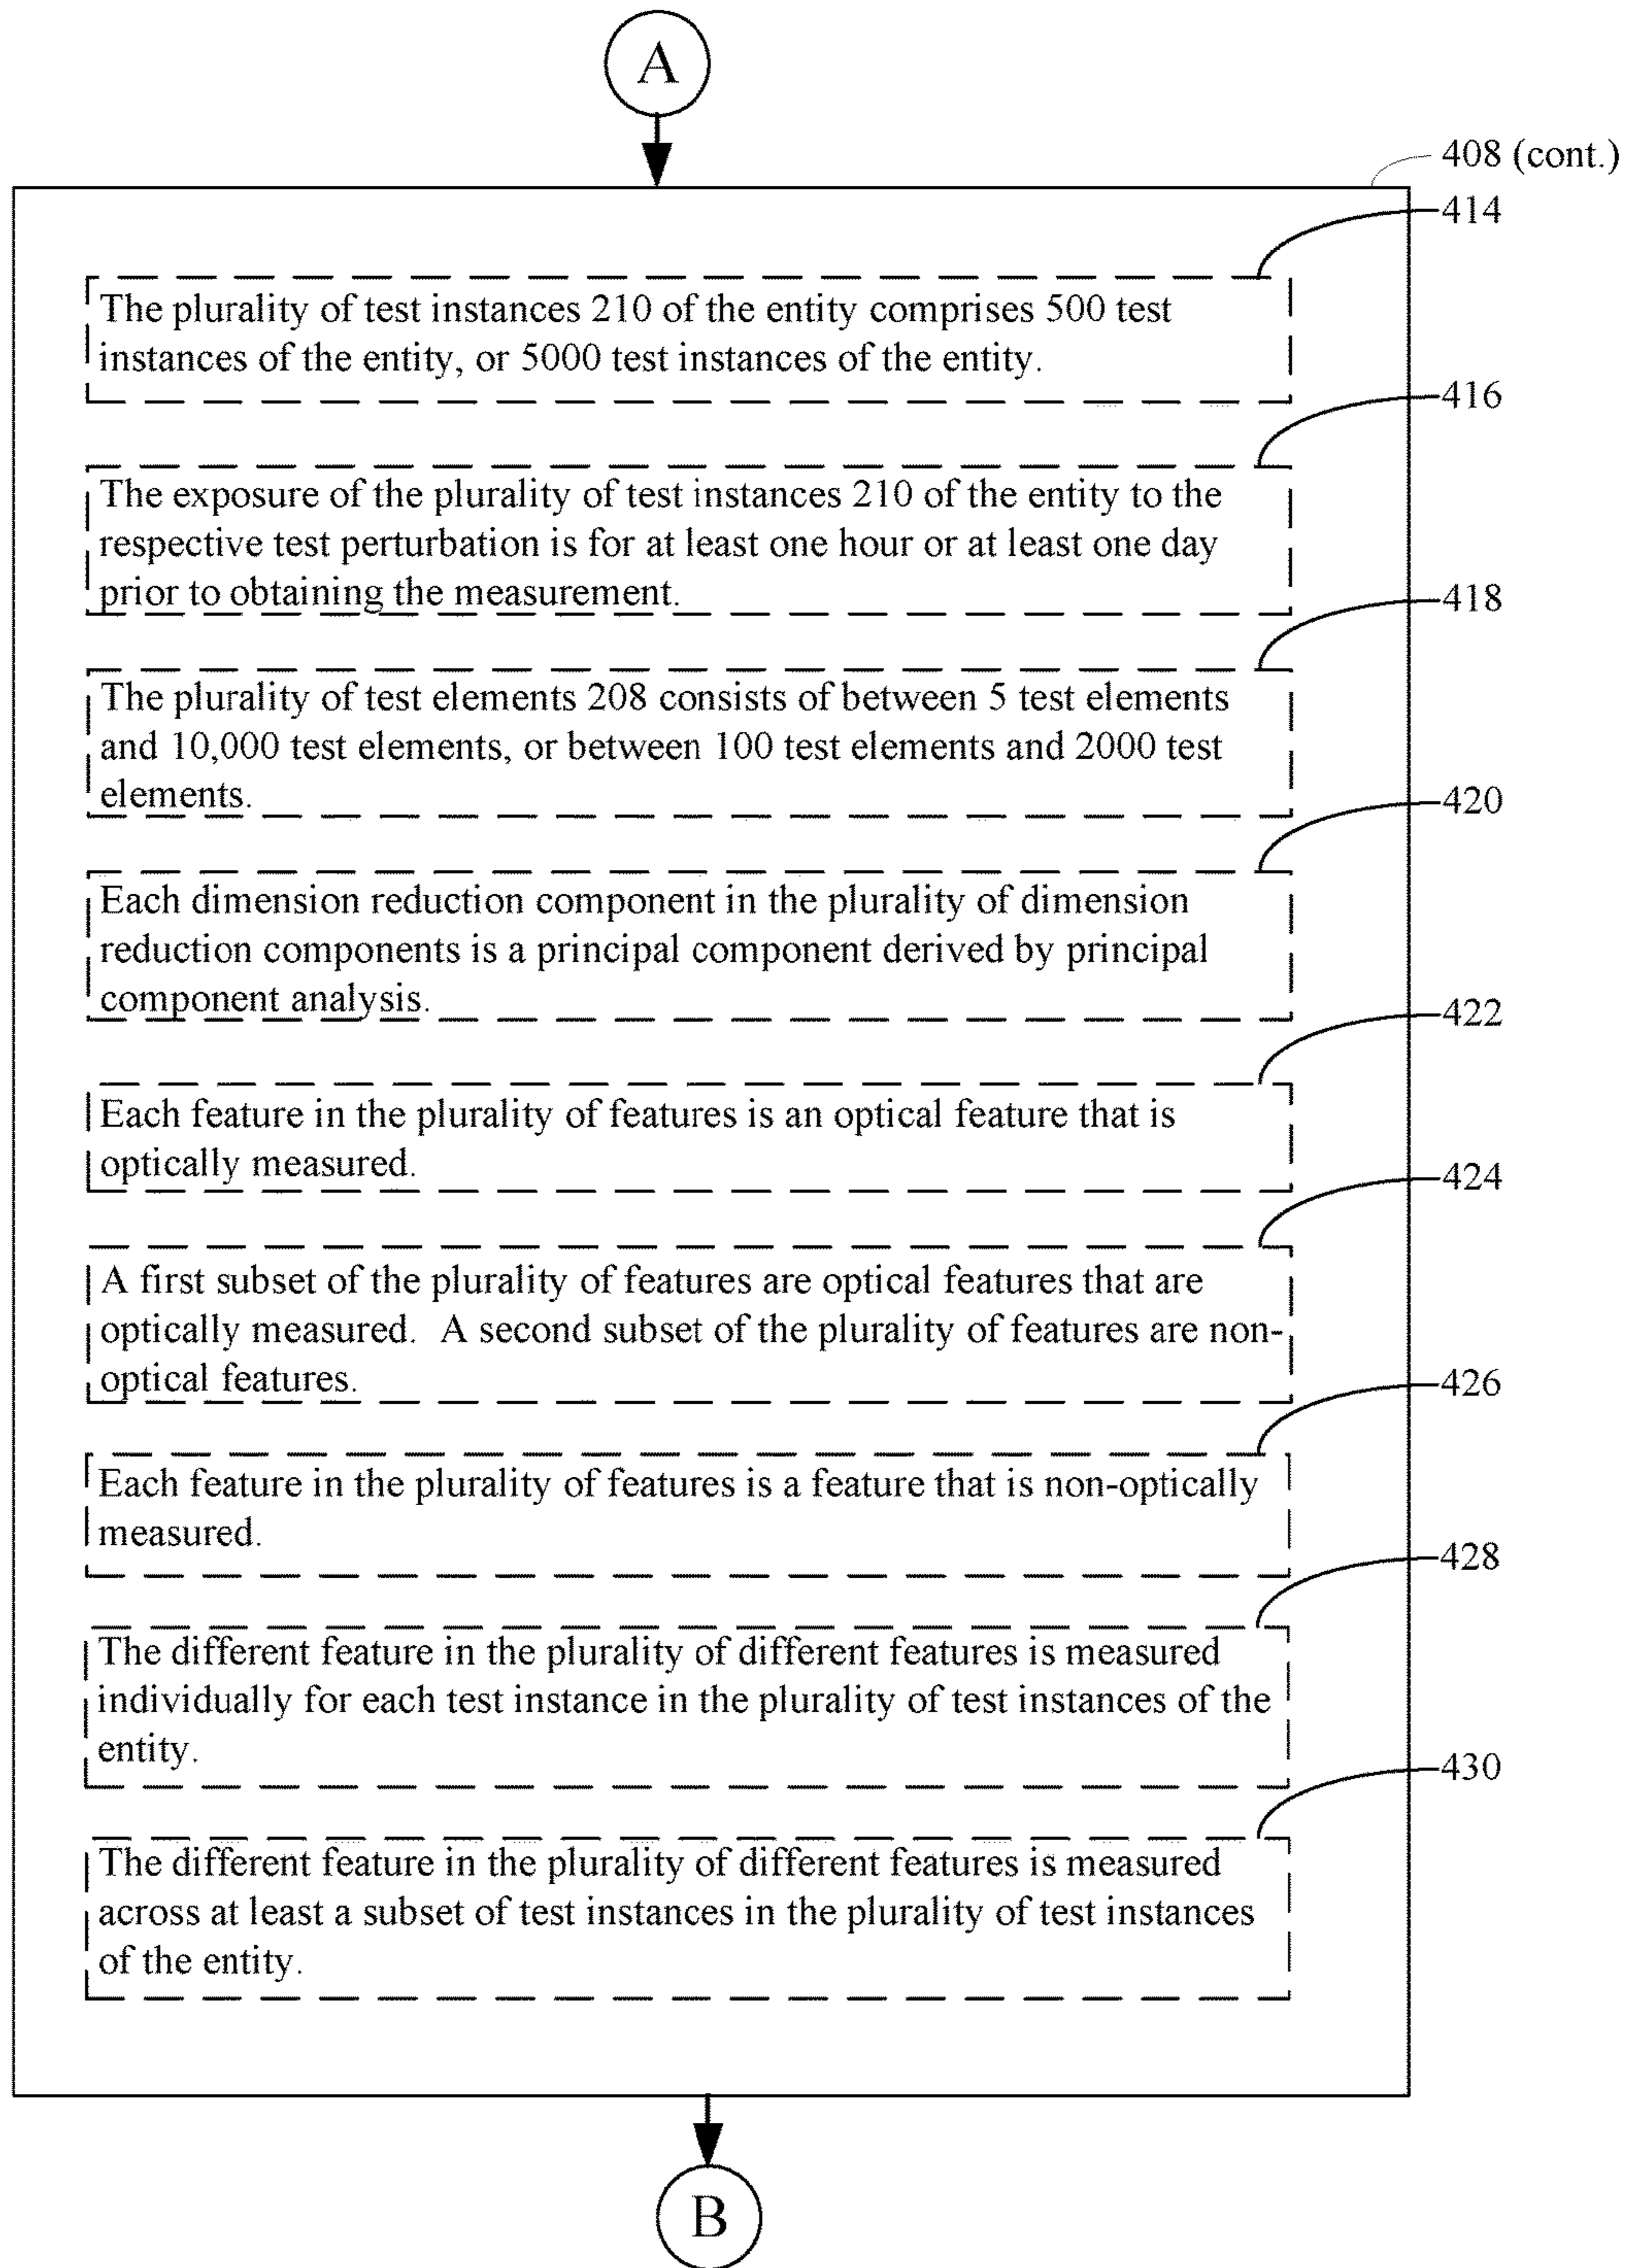 A
408 (cont.)
414
The plurality of test instances 210 of the entity comprises 500 test
instances of the entity, or 5000 test instances of the entity.
416
The exposure of the plurality of test instances 210 of the entity to the
respective test perturbation is for at least one hour or at least one day
prior to obtaining the measurement.
418
The plurality of test elements 208 consists of between 5 test elements
and 10,000 test elements, or between 100 test elements and 2000 test
elements.
420
Each dimension reduction component in the plurality of dimension
reduction components is a principal component derived by principal
component analysis.
422
Each feature in the plurality of features is an optical feature that is
optically measured.
424
A first subset of the plurality of features are optical features that are
optically measured.  A second subset of the plurality of features are non-
optical features.
426
Each feature in the plurality of features is a feature that is non-optically
measured.
428
The different feature in the plurality of different features is measured
individually for each test instance in the plurality of test instances of the
entity.
430
The different feature in the plurality of different features is measured
across at least a subset of test instances in the plurality of test instances
of the entity.
B